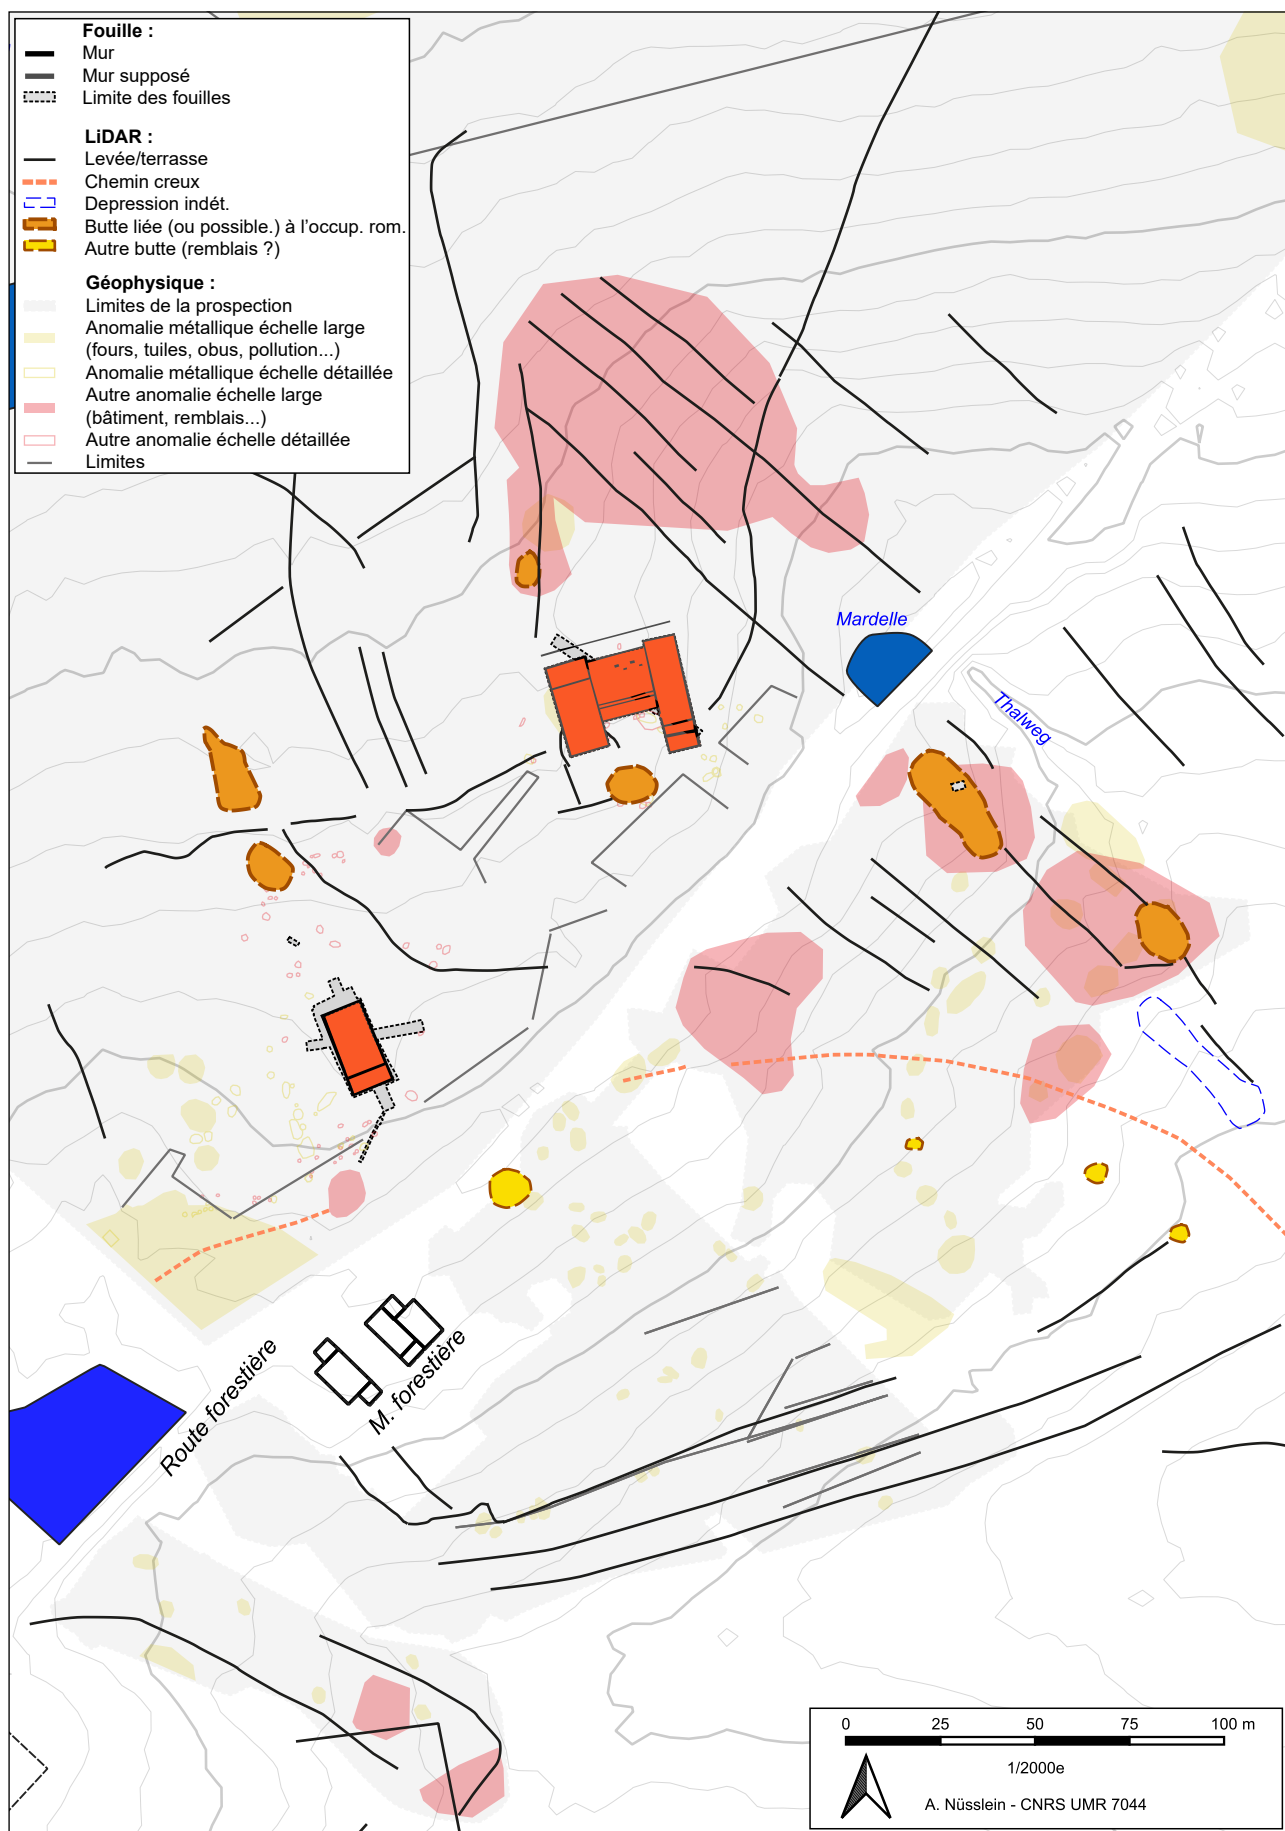 Fouille :
Mur
Mur supposé
Limite des fouilles
LiDAR :
Levée/terrasse
Chemin creux
Depression indét.
Butte liée (ou possible.) à l'occup. rom.
Autre butte (remblais ?)
Géophysique :
Limites de la prospection
Anomalie métallique échelle large
(fours, tuiles, obus, pollution...)
Anomalie métallique échelle détaillée
Autre anomalie échelle large
(bâtiment, remblais...)
Autre anomalie échelle détaillée
Limites
Mardelle
Thalweg
Route forestière
M. forestière
0 25 50 75 100 m
1/2000e
A. Nüsslein - CNRS UMR 7044